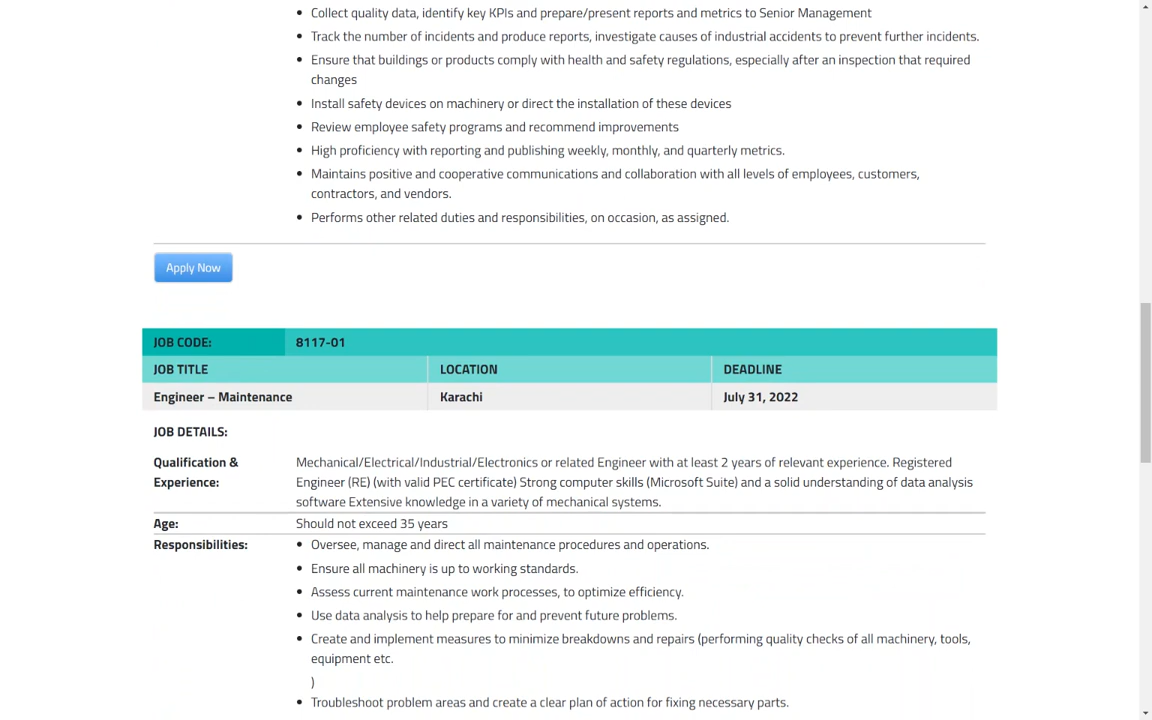 Collect quality data, identify key KPIs and prepare/present reports and metrics to Senior Management
Track the number of incidents and produce reports, investigate causes of industrial accidents to prevent further incidents.
Ensure that buildings or products comply with health and safety regulations, especially after an inspection that required
changes
Install safety devices on machinery or direct the installation of these devices
Review employee safety programs and recommend improvements
High proficiency with reporting and publishing weekly, monthly, and quarterly metrics.
Maintains positive and cooperative communications and collaboration with all levels of employees, customers,
contractors, and vendors.
Performs other related duties and responsibilities, on occasion, as assigned.
Apply Now
JOB CODE: 8117-01
JOB TITLE LOCATION DEADLINE
Engineer – Maintenance Karachi July 31, 2022
JOB DETAILS:
Qualification & Mechanical/Electrical/Industrial/Electronics or related Engineer with at least 2 years of relevant experience. Registered
Experience: Engineer (RE) (with valid PEC certificate) Strong computer skills (Microsoft Suite) and a solid understanding of data analysis
software Extensive knowledge in a variety of mechanical systems.
Age: Should not exceed 35 years
Responsibilities: Oversee, manage and direct all maintenance procedures and operations.
Ensure all machinery is up to working standards.
Assess current maintenance work processes, to optimize efficiency.
Use data analysis to help prepare for and prevent future problems.
Create and implement measures to minimize breakdowns and repairs (performing quality checks of all machinery, tools,
equipment etc.
)
Troubleshoot problem areas and create a clear plan of action for fixing necessary parts.